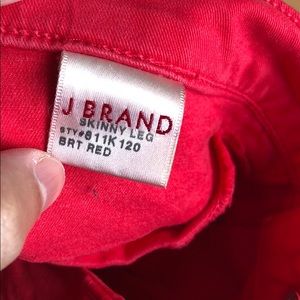 J BRAND
SKINNY LEG
STY#811K120
BRT RED